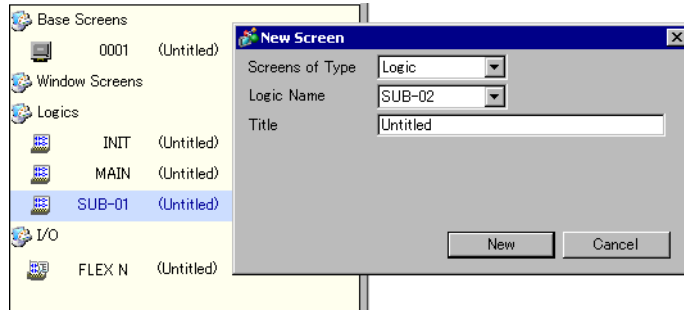 Base Screens
0001 (Untitled)
Window Screens
Logics
INIT (Untitled)
MAIN (Untitled)
SUB-01 (Untitled)
I/O
FLEX N (Untitled)
New Screen
Screens of Type Logic
Logic Name SUB-02
Title Untitled
New Cancel